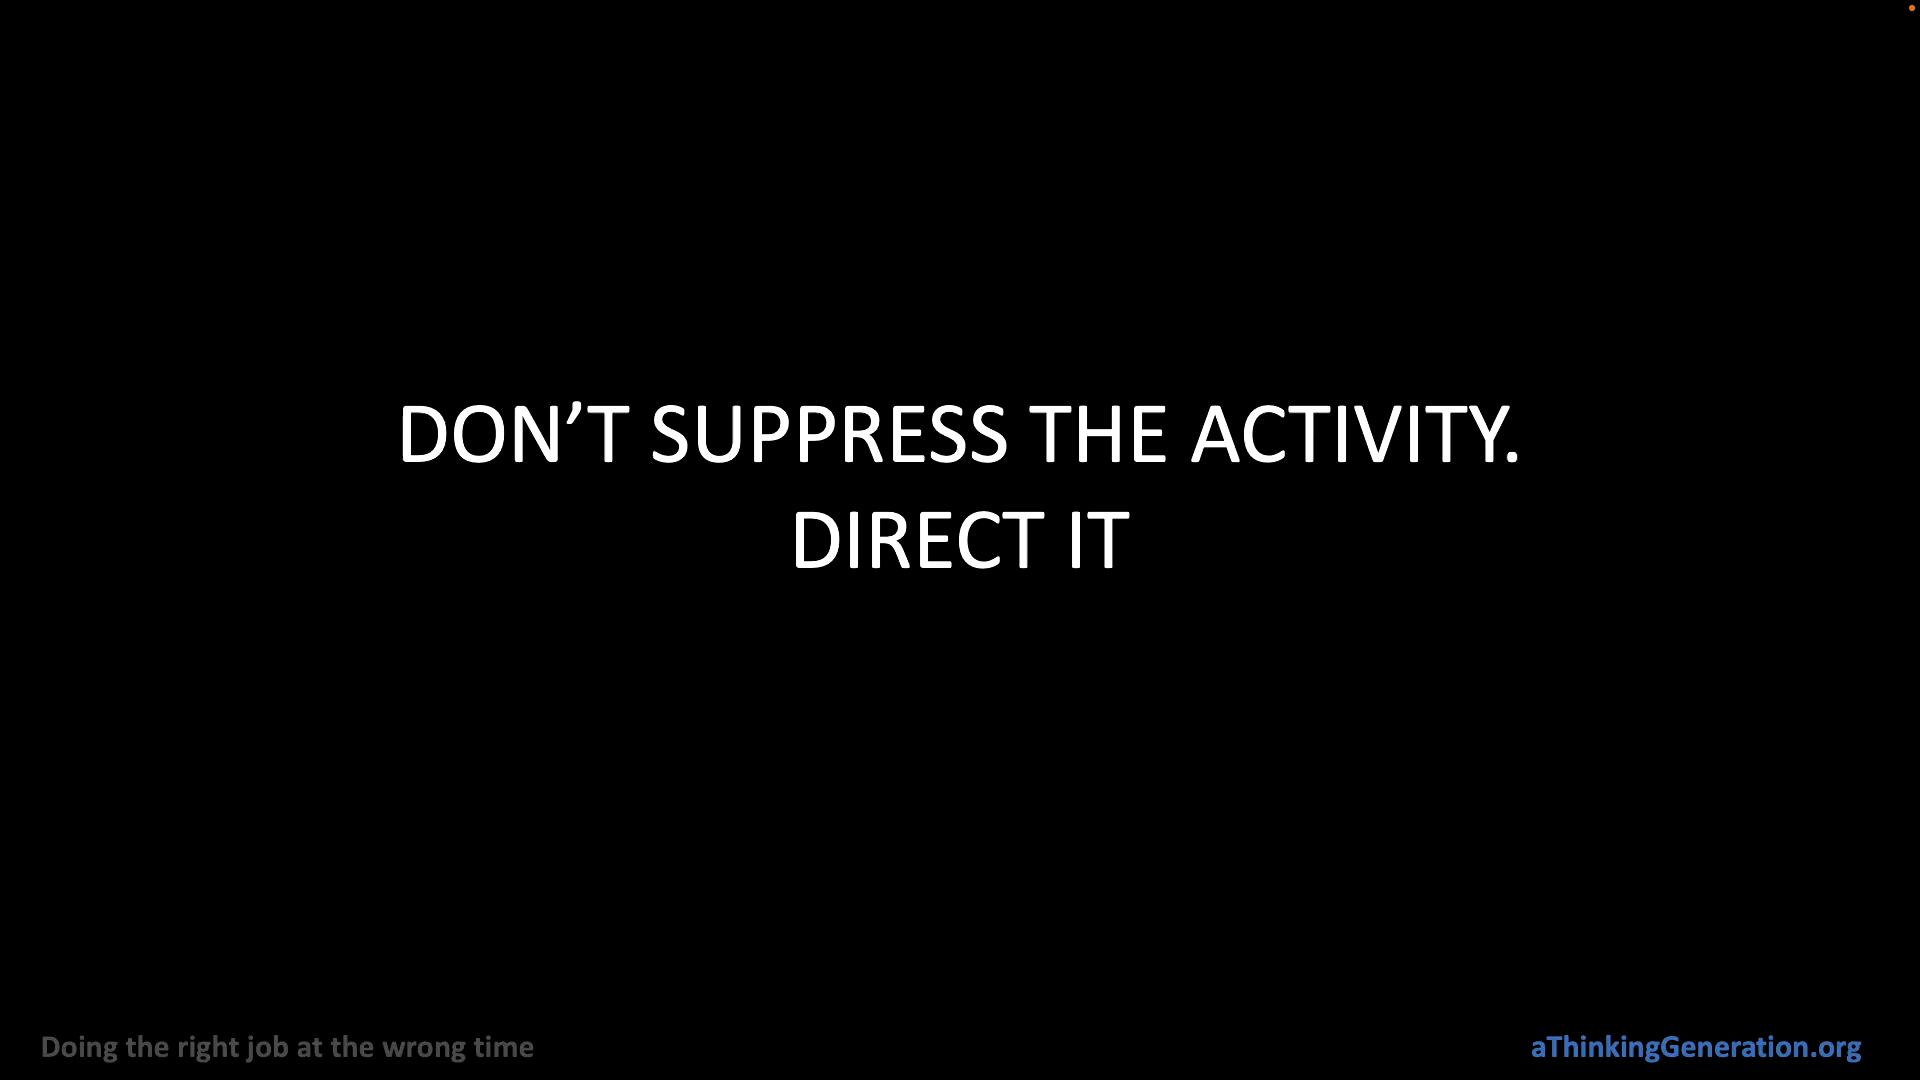 DON’T SUPPRESS THE ACTIVITY.
DIRECT IT
Doing the right job at the wrong time
aThinkingGeneration.org